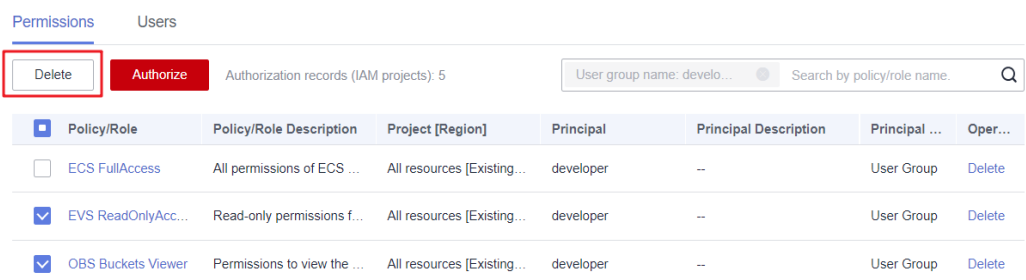 Permissions Users
Delete Authorize Authorization records (IAM projects): 5 User group name: develo... Search by policy/role name.
Policy/Role Policy/Role Description Project [Region] Principal Principal Description Principal ... Oper...
ECS FullAccess All permissions of ECS ... All resources [Existing... developer -- User Group Delete
EVS ReadOnlyAcc... Read-only permissions f... All resources [Existing... developer -- User Group Delete
OBS Buckets Viewer Permissions to view the ... All resources [Existing... developer -- User Group Delete